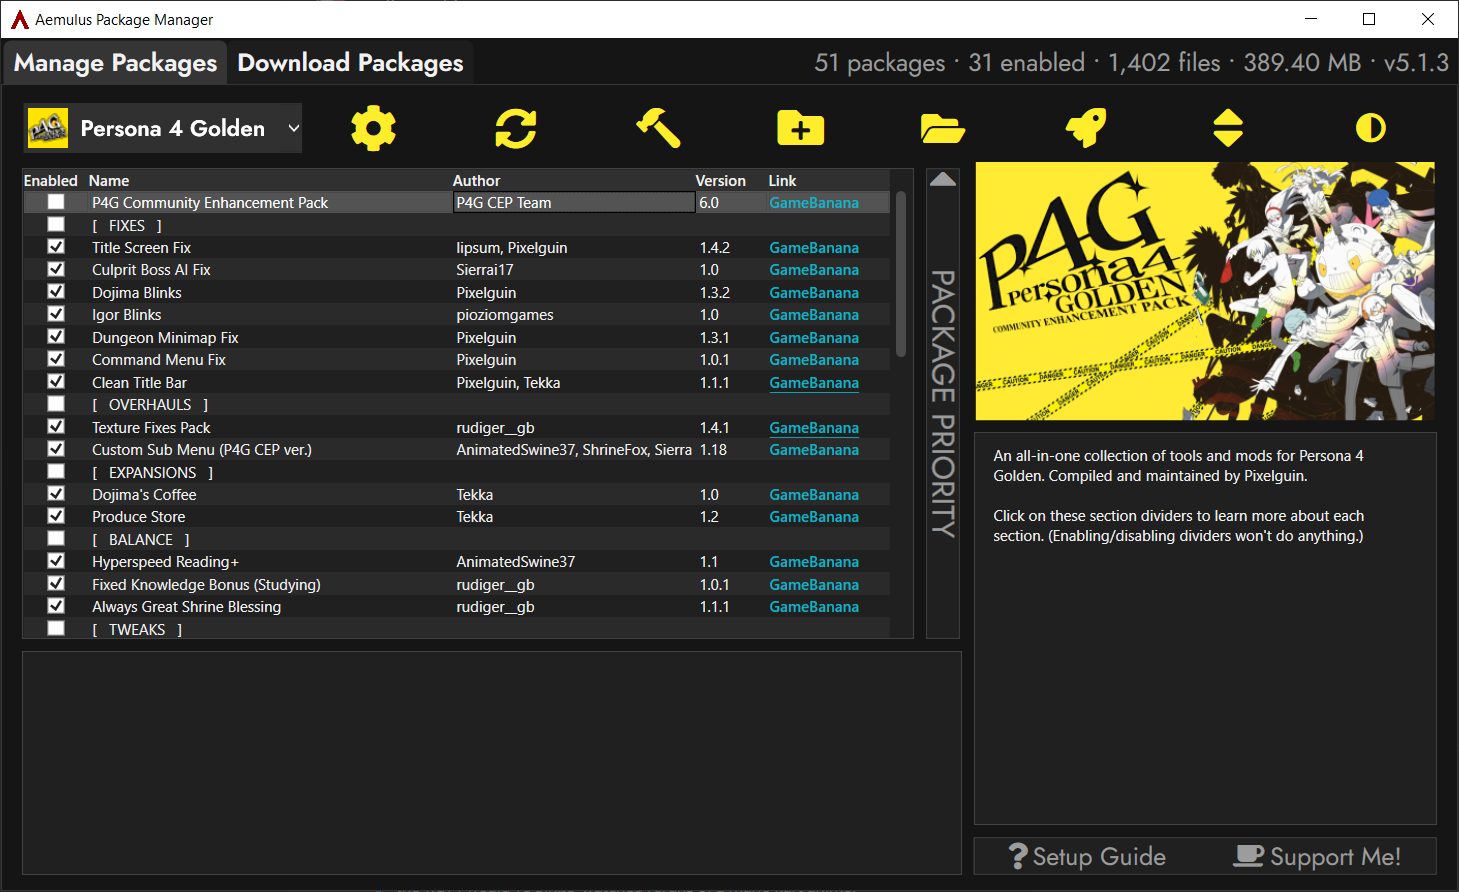 Aemulus Package Manager
Manage Packages Download Packages 51 packages · 31 enabled · 1,402 files · 389.40 MB · v5.1.3
Persona 4 Golden
Enabled Name Author Version Link
P4G Community Enhancement Pack P4G CEP Team 6.0 GameBanana
[ FIXES ]
Title Screen Fix lipsum, Pixelguin 1.4.2 GameBanana
Culprit Boss AI Fix Sierrai17 1.0 GameBanana
Dojima Blinks Pixelguin 1.3.2 GameBanana
Igor Blinks pioziomgames 1.0 GameBanana
Dungeon Minimap Fix Pixelguin 1.3.1 GameBanana
Command Menu Fix Pixelguin 1.0.1 GameBanana
Clean Title Bar Pixelguin, Tekka 1.1.1 GameBanana
[ OVERHAULS ]
Texture Fixes Pack rudiger__gb 1.4.1 GameBanana
Custom Sub Menu (P4G CEP ver.) AnimatedSwine37, ShrineFox, Sierra 1.18 GameBanana
[ EXPANSIONS ]
Dojima's Coffee Tekka 1.0 GameBanana
Produce Store Tekka 1.2 GameBanana
[ BALANCE ]
Hyperspeed Reading+ AnimatedSwine37 1.1 GameBanana
Fixed Knowledge Bonus (Studying) rudiger__gb 1.0.1 GameBanana
Always Great Shrine Blessing rudiger__gb 1.1.1 GameBanana
[ TWEAKS ]
PACKAGE PRIORITY
P4G
Persona4
GOLDEN
COMMUNITY ENHANCEMENT PACK
DANGER CAUTION DANGER CAUTION DANGER CAUTION
An all-in-one collection of tools and mods for Persona 4
Golden. Compiled and maintained by Pixelguin.
Click on these section dividers to learn more about each
section. (Enabling/disabling dividers won't do anything.)
Setup Guide Support Me!